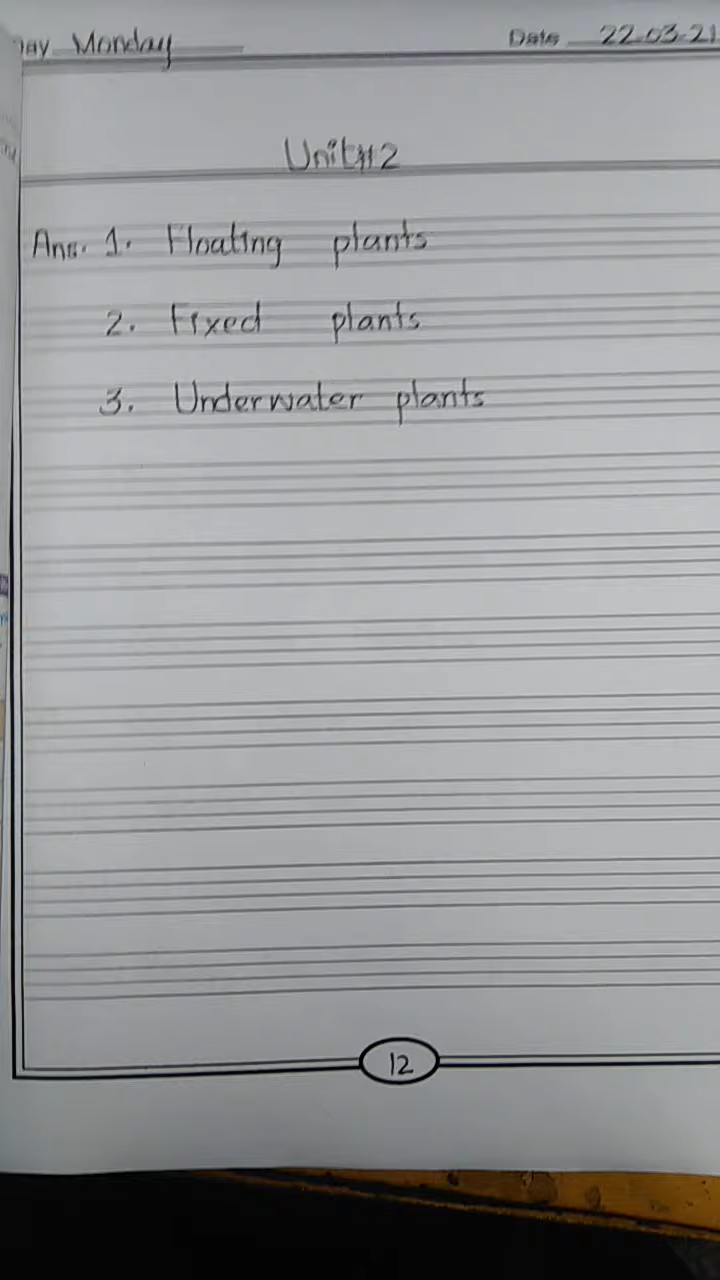 Day Monday Date 22-03-21
Unit#2
Ans. 1. Floating plants
2. Fixed plants
3. Underwater plants
12